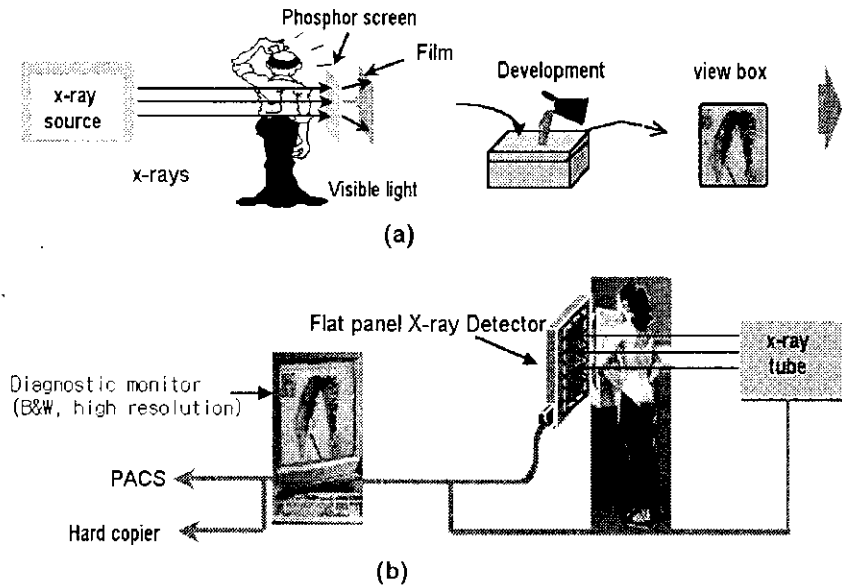 Phosphor screen
Film
x-ray
source
x-rays
Visible light
Development
view box
(a)
Flat panel X-ray Detector
x-ray
tube
Diagnostic monitor
(B&W, high resolution)
PACS
Hard copier
(b)